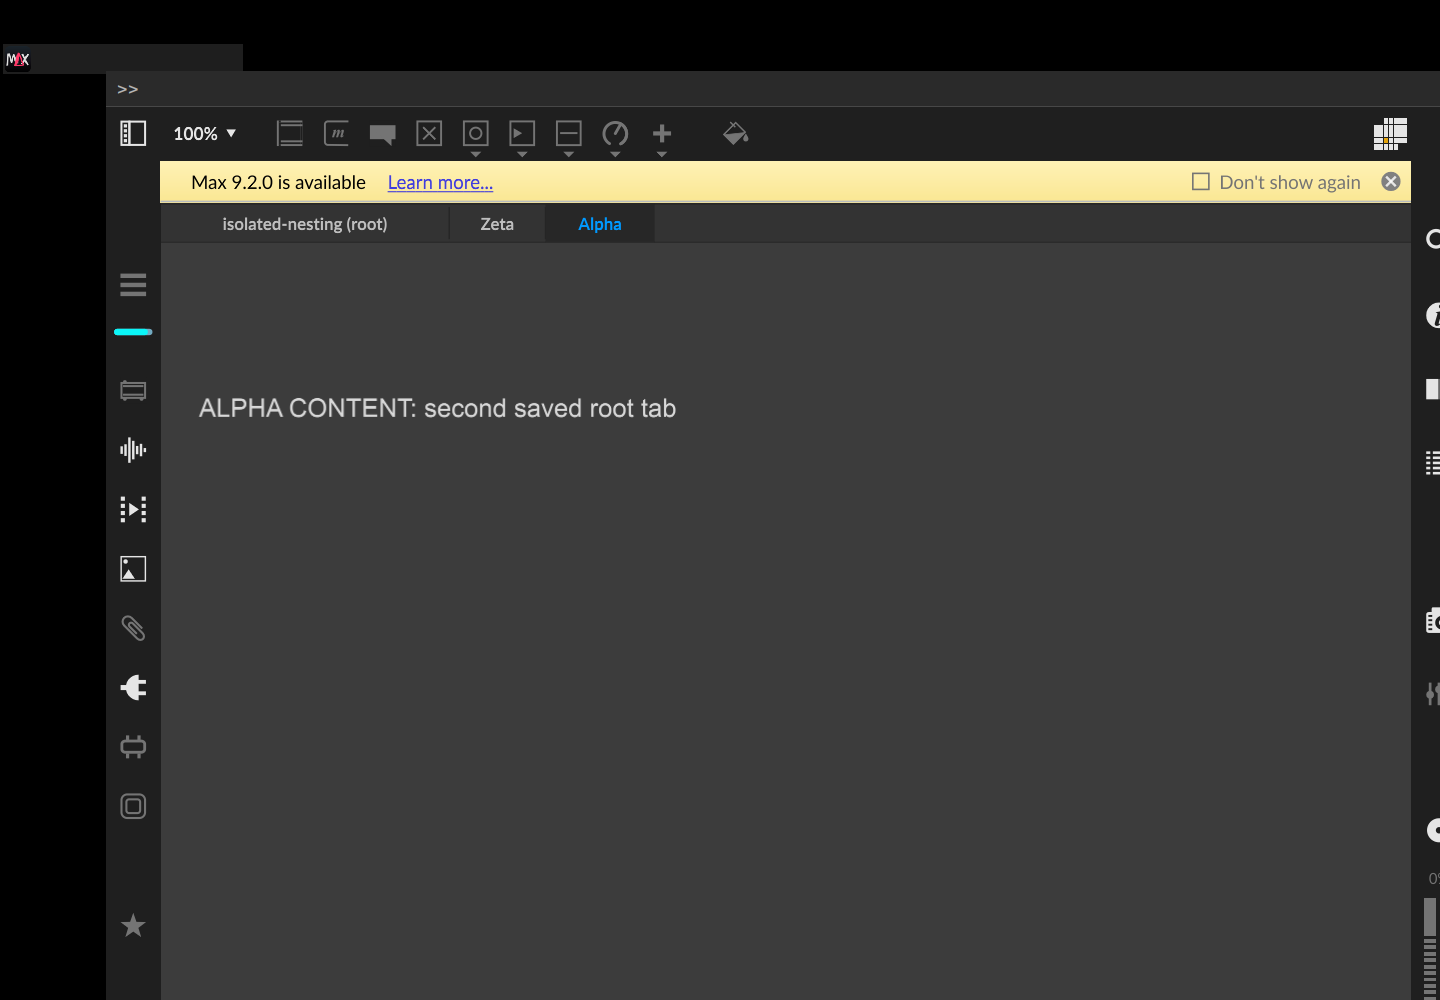 MAX
>>
100% ▼
m
Max 9.2.0 is available Learn more... Don't show again
isolated-nesting (root) Zeta Alpha
ALPHA CONTENT: second saved root tab